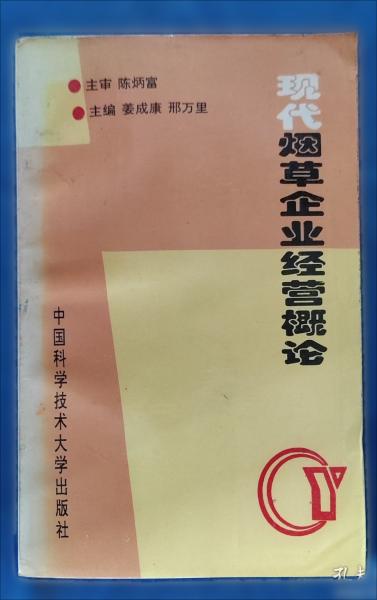 主审 陈炳富
主编 姜成康 邢万里
现代烟草企业经营概论
中国科学技术大学出版社